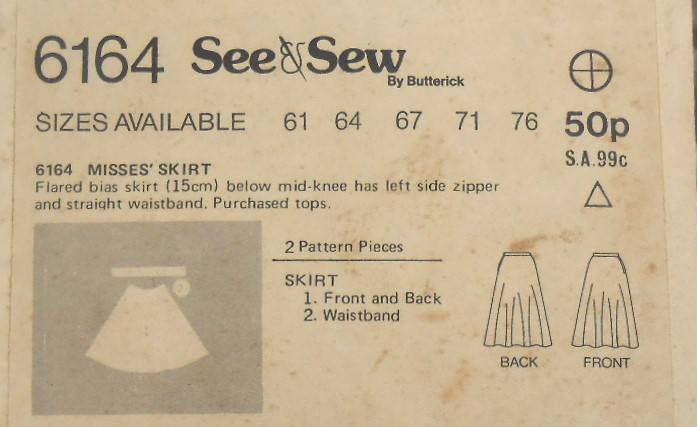 6164 See & Sew
By Butterick
SIZES AVAILABLE 61 64 67 71 76 50p
S.A. 99c
6164 MISSES' SKIRT
Flared bias skirt (15cm) below mid-knee has left side zipper
and straight waistband. Purchased tops.
2 Pattern Pieces
SKIRT
1. Front and Back
2. Waistband
BACK FRONT